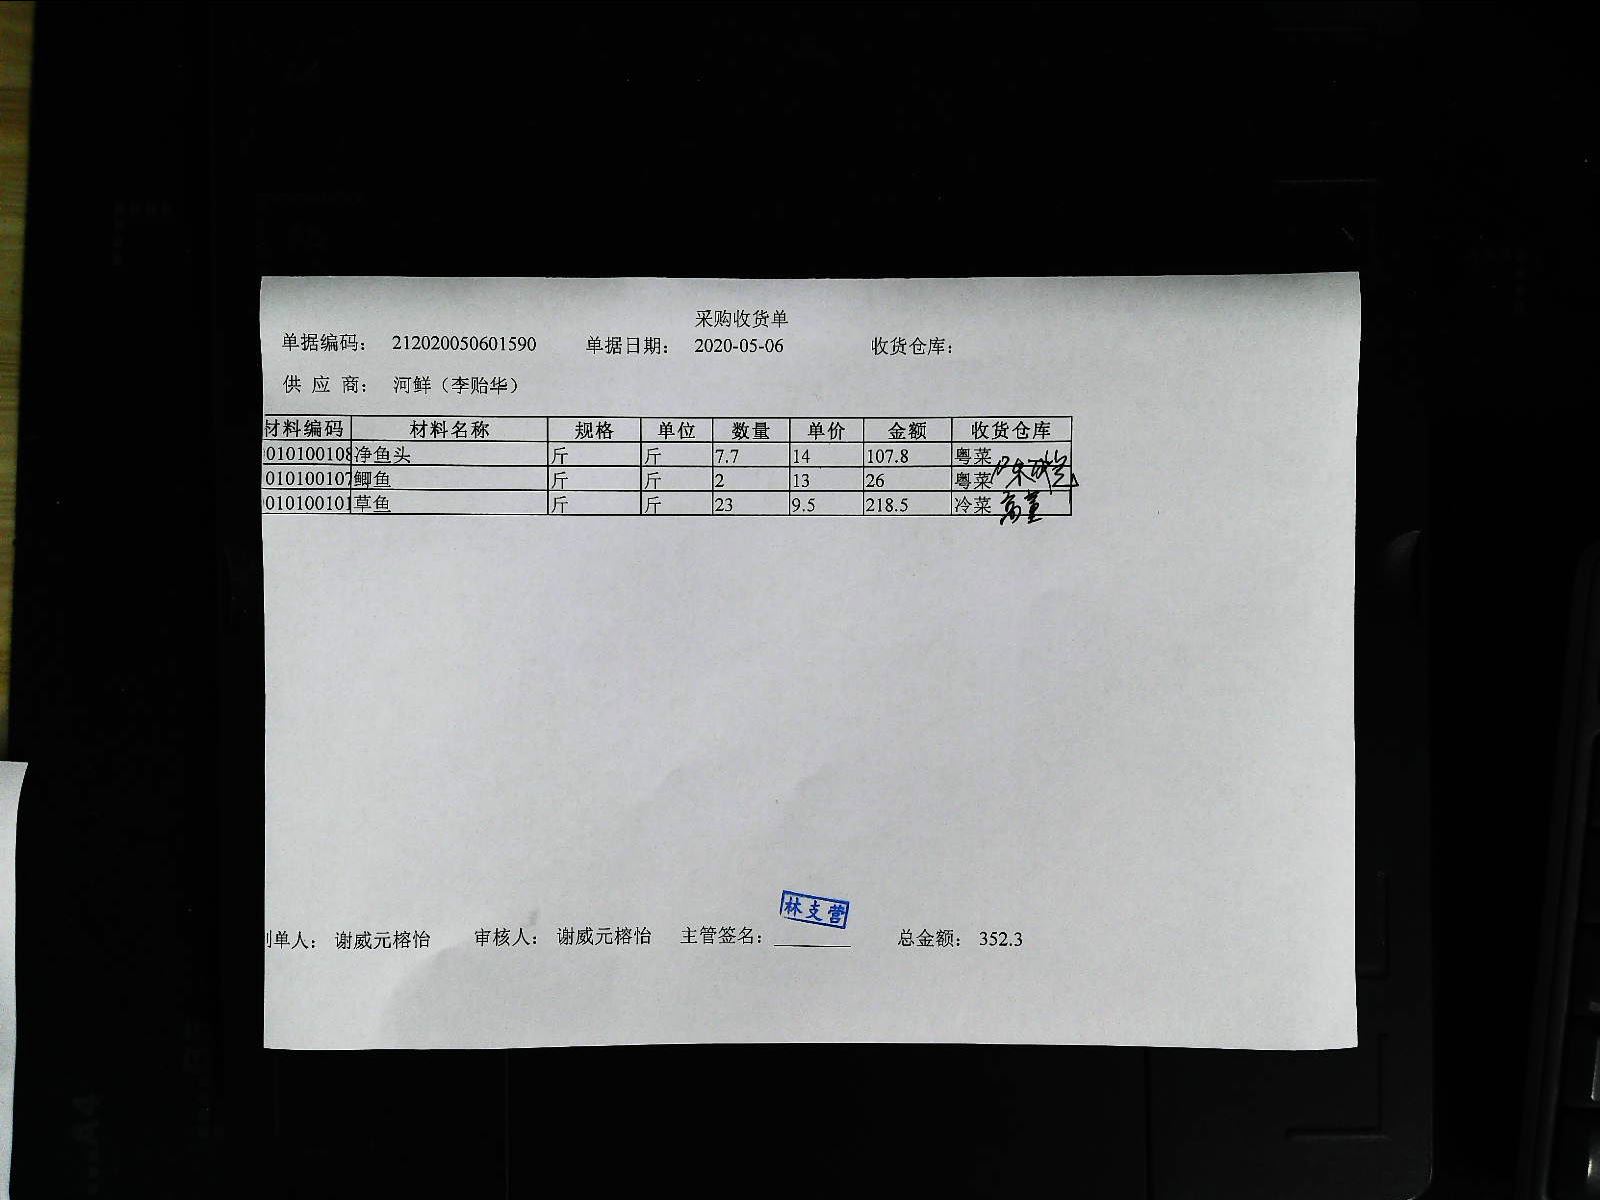 采购收货单
单据编码： 212020050601590 单据日期： 2020-05-06 收货仓库：
供 应 商： 河鲜（李贻华）
材料编码 材料名称 规格 单位 数量 单价 金额 收货仓库
010100108 净鱼头 斤 斤 7.7 14 107.8 粤菜
010100107 鲫鱼 斤 斤 2 13 26 粤菜
010100101 草鱼 斤 斤 23 9.5 218.5 冷菜
林支营
制单人： 谢威元榕怡 审核人： 谢威元榕怡 主管签名： 总金额： 352.3